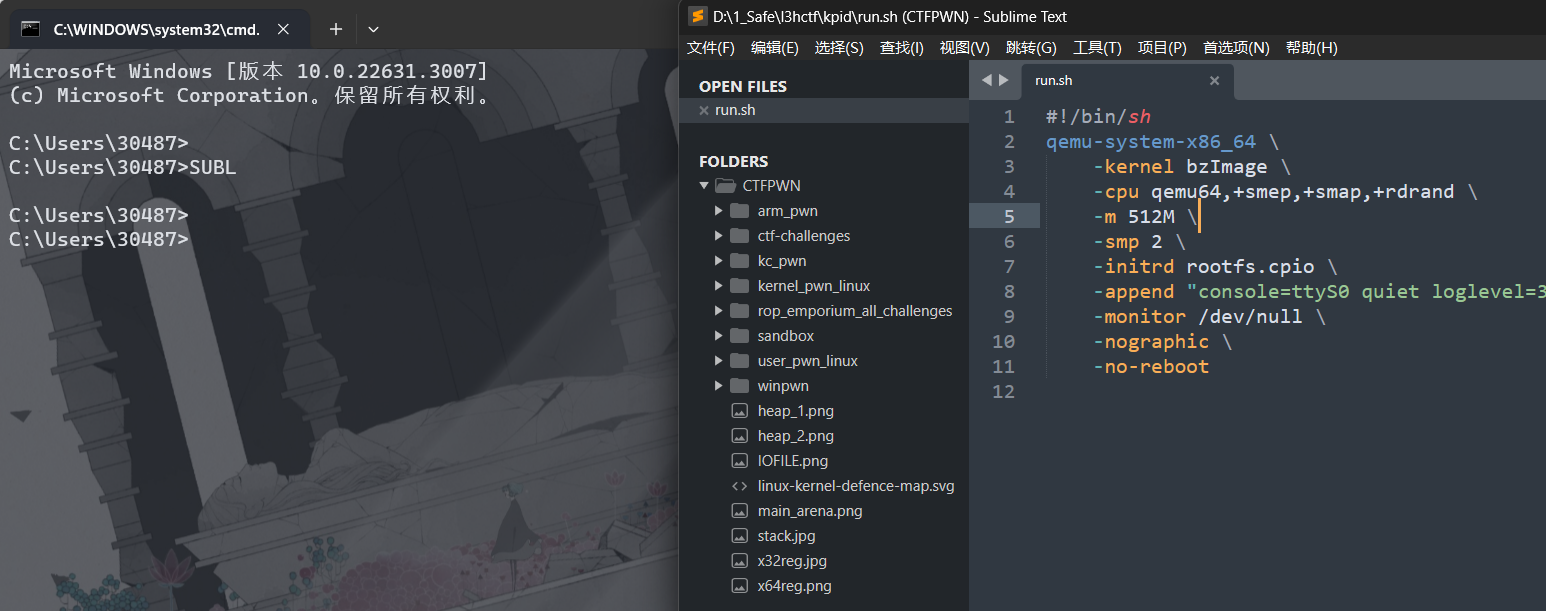 C:\WINDOWS\system32\cmd.
Microsoft Windows [版本 10.0.22631.3007]
(c) Microsoft Corporation。保留所有权利。
C:\Users\30487>
C:\Users\30487>SUBL
C:\Users\30487>
C:\Users\30487>
D:\1_Safe\l3hctf\kpid\run.sh (CTFPWN) - Sublime Text
文件(F) 编辑(E) 选择(S) 查找(I) 视图(V) 跳转(G) 工具(T) 项目(P) 首选项(N) 帮助(H)
OPEN FILES
run.sh
FOLDERS
CTFPWN
arm_pwn
ctf-challenges
kc_pwn
kernel_pwn_linux
rop_emporium_all_challenges
sandbox
user_pwn_linux
winpwn
heap_1.png
heap_2.png
IOFILE.png
linux-kernel-defence-map.svg
main_arena.png
stack.jpg
x32reg.jpg
x64reg.png
run.sh
1 #!/bin/sh
2 qemu-system-x86_64 \
3 -kernel bzImage \
4 -cpu qemu64,+smep,+smap,+rdrand \
5 -m 512M \
6 -smp 2 \
7 -initrd rootfs.cpio \
8 -append "console=ttyS0 quiet loglevel=3
9 -monitor /dev/null \
10 -nographic \
11 -no-reboot
12